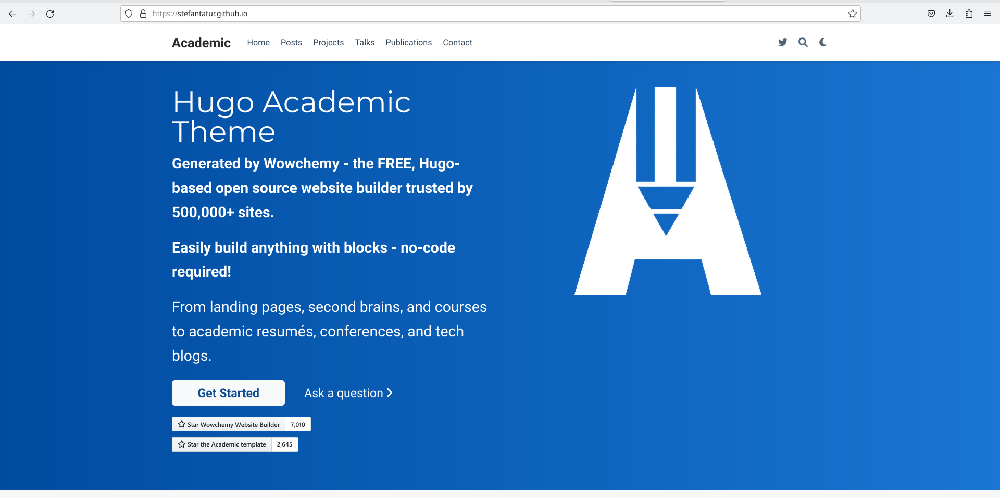 https://stefantatur.github.io
Academic Home Posts Projects Talks Publications Contact
Hugo Academic
Theme
Generated by Wowchemy - the FREE, Hugo-
based open source website builder trusted by
500,000+ sites.
Easily build anything with blocks - no-code
required!
From landing pages, second brains, and courses
to academic resumés, conferences, and tech
blogs.
Get Started Ask a question
Star Wowchemy Website Builder 7,010
Star the Academic template 2,645